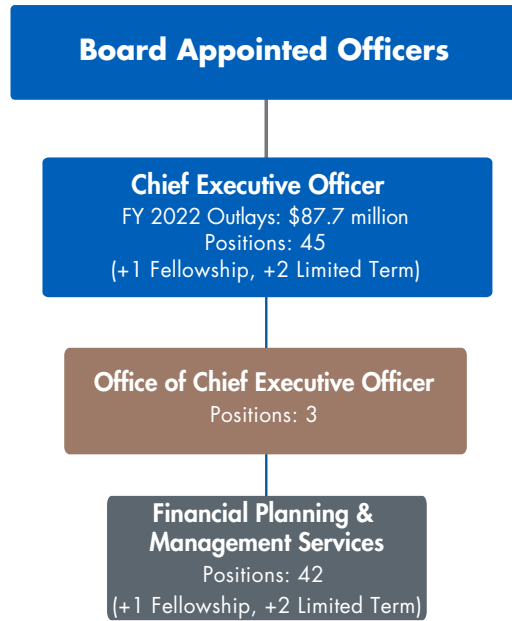 Board Appointed Officers
Chief Executive Officer
FY 2022 Outlays: $87.7 million
Positions: 45
(+1 Fellowship, +2 Limited Term)
Office of Chief Executive Officer
Positions: 3
Financial Planning &
Management Services
Positions: 42
(+1 Fellowship, +2 Limited Term)